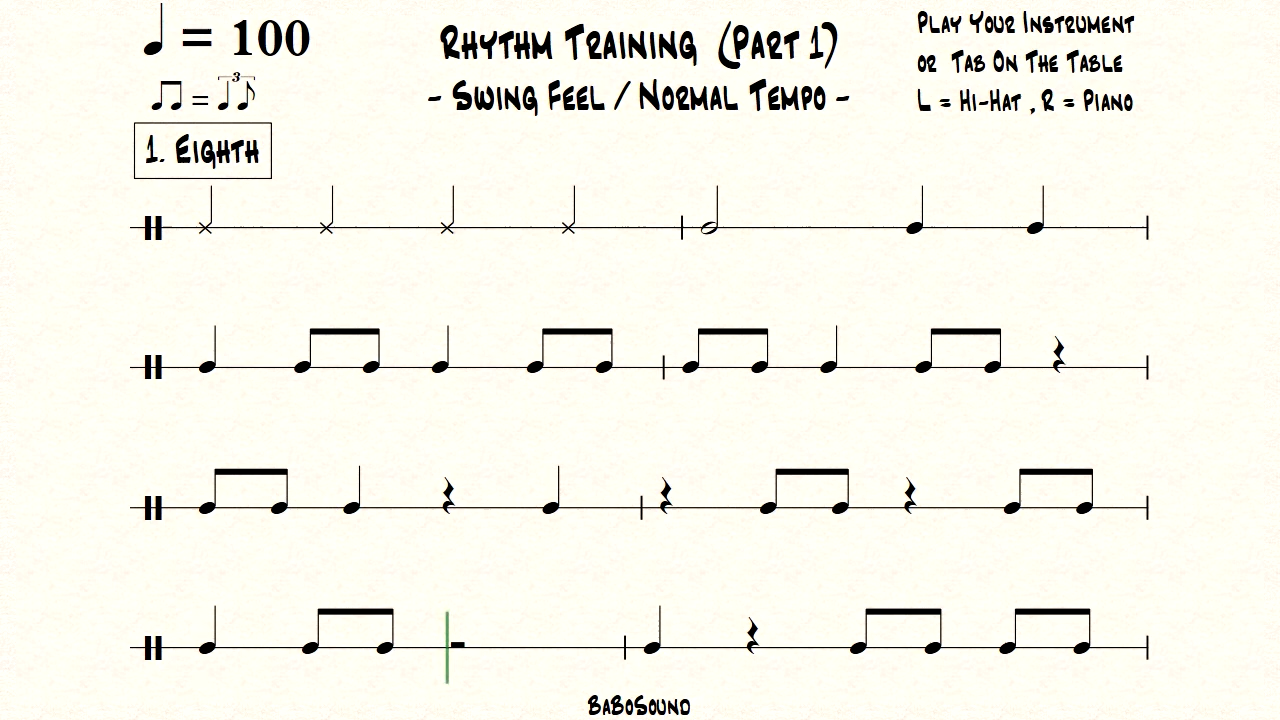 = 100
Rhythm Training (Part 1)
- Swing Feel / Normal Tempo -
Play Your Instrument
or Tab On The Table
L = Hi-Hat , R = Piano
= 3
1. Eighth
BaBoSound